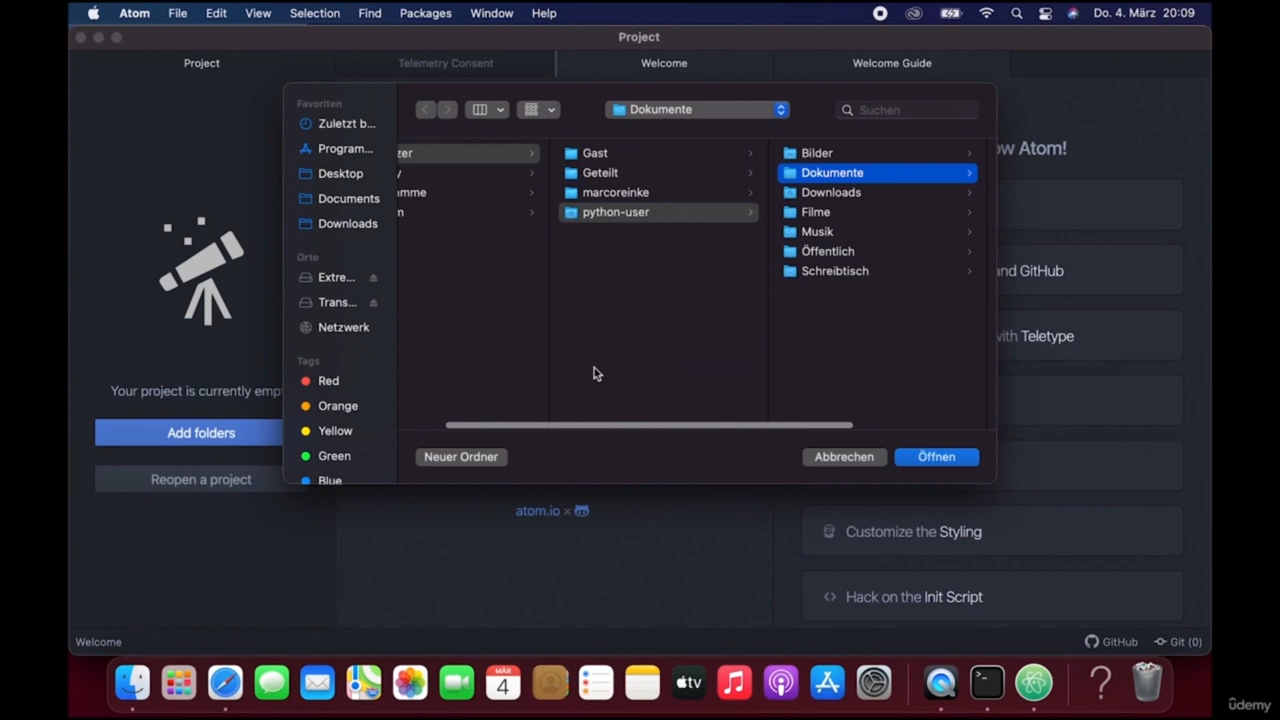 Atom File Edit View Selection Find Packages Window Help Do. 4. März 20:09
Project
Project Telemetry Consent Welcome Welcome Guide
Favoriten
Zuletzt b...
Program...
Desktop
Documents
Downloads
Orte
Extre...
Trans...
Netzwerk
Tags
Red
Orange
Yellow
Green
Blue
Dokumente
Suchen
zer
Gast
Geteilt
marcoreinke
python-user
Bilder
Dokumente
Downloads
Filme
Musik
Öffentlich
Schreibtisch
Neuer Ordner Abbrechen Öffnen
Your project is currently emp
Add folders
Reopen a project
atom.io ×
ow Atom!
and GitHub
with Teletype
Customize the Styling
Hack on the Init Script
Welcome GitHub Git (0)
MÄR
4
tv
ûdemy